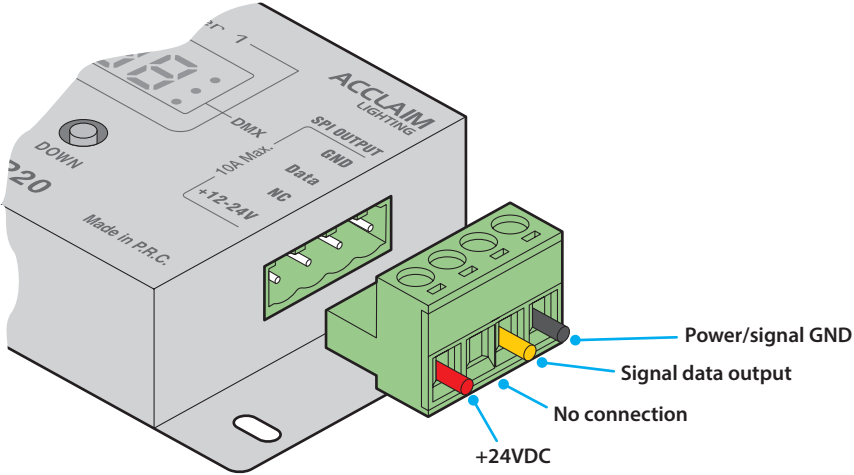 ACCLAIM
LIGHTING
DMX
SPI OUTPUT
10A Max.
GND
Data
NC
+12-24V
DOWN
Made in P.R.C.
Power/signal GND
Signal data output
No connection
+24VDC